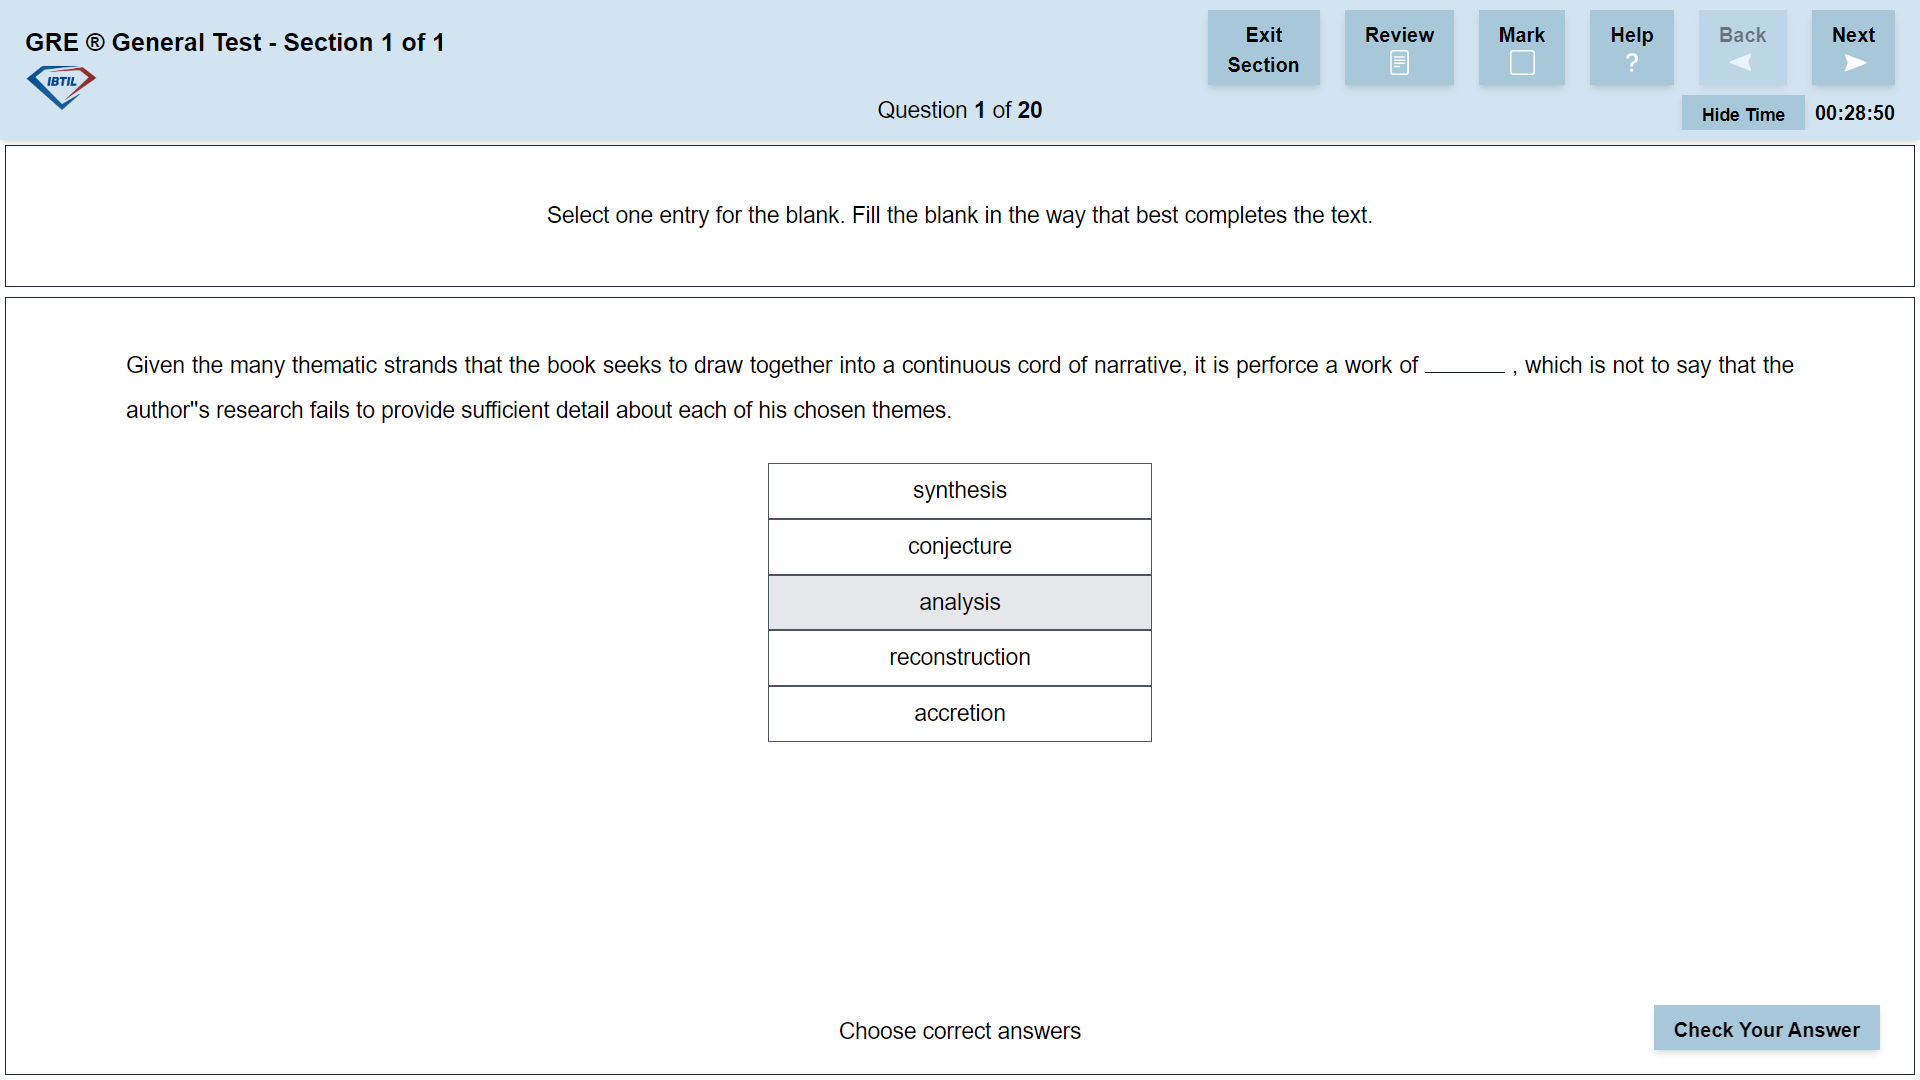 GRE ® General Test - Section 1 of 1
IBTIL
Exit Section
Review
Mark
Help
?
Back
Next
Question 1 of 20
Hide Time
00:28:50
Select one entry for the blank. Fill the blank in the way that best completes the text.
Given the many thematic strands that the book seeks to draw together into a continuous cord of narrative, it is perforce a work of _______ , which is not to say that the
author"s research fails to provide sufficient detail about each of his chosen themes.
synthesis
conjecture
analysis
reconstruction
accretion
Choose correct answers
Check Your Answer